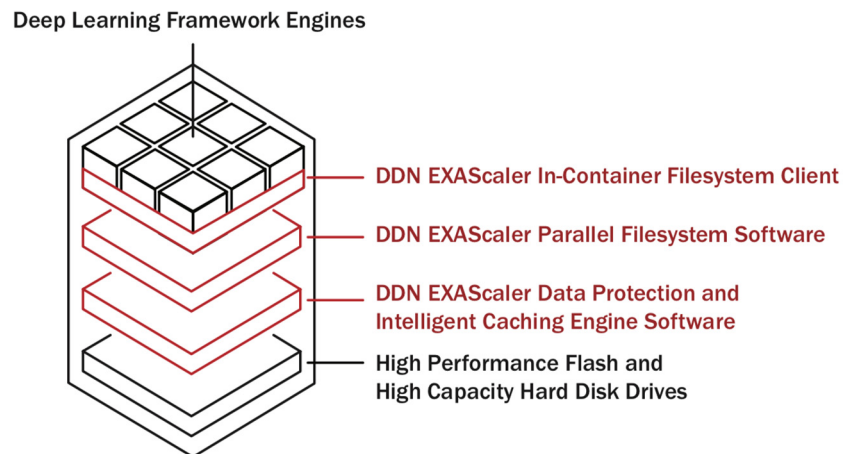 Deep Learning Framework Engines
DDN EXAScaler In-Container Filesystem Client
DDN EXAScaler Parallel Filesystem Software
DDN EXAScaler Data Protection and
Intelligent Caching Engine Software
High Performance Flash and
High Capacity Hard Disk Drives